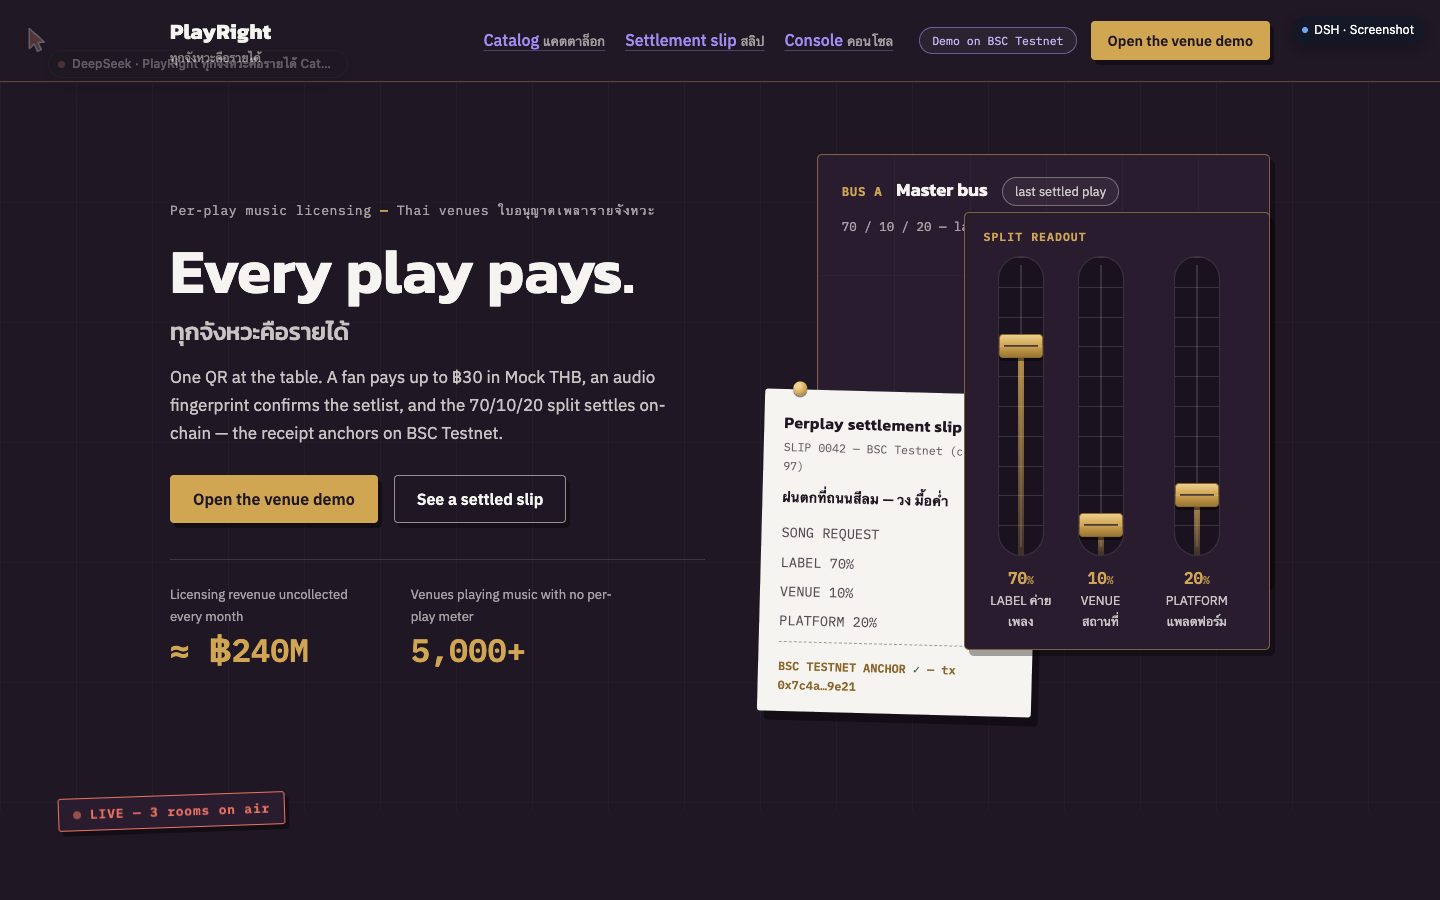 PlayRight
ทุกจังหวะคือรายได้
DeepSeek · PlayRight ทุกจังหวะคือรายได้ Cat...
Catalog แคตตาล็อก
Settlement slip สลิป
Console คอนโซล
Demo on BSC Testnet
Open the venue demo
DSH · Screenshot
Per-play music licensing — Thai venues ใบอนุญาตเพลงรายจังหวะ
Every play pays.
ทุกจังหวะคือรายได้
One QR at the table. A fan pays up to ฿30 in Mock THB, an audio
fingerprint confirms the setlist, and the 70/10/20 split settles on-
chain — the receipt anchors on BSC Testnet.
Open the venue demo
See a settled slip
Licensing revenue uncollected
every month
≈ ฿240M
Venues playing music with no per-
play meter
5,000+
BUS A Master bus last settled play
70 / 10 / 20 — la
SPLIT READOUT
70%
LABEL ค่าย
เพลง
10%
VENUE
สถานที่
20%
PLATFORM
แพลตฟอร์ม
Perplay settlement slip
SLIP 0042 — BSC Testnet (c
97)
ฝนตกที่ถนนสีลม — วง มื้อค่ำ
SONG REQUEST
LABEL 70%
VENUE 10%
PLATFORM 20%
BSC TESTNET ANCHOR ✓ — tx
0x7c4a…9e21
LIVE — 3 rooms on air